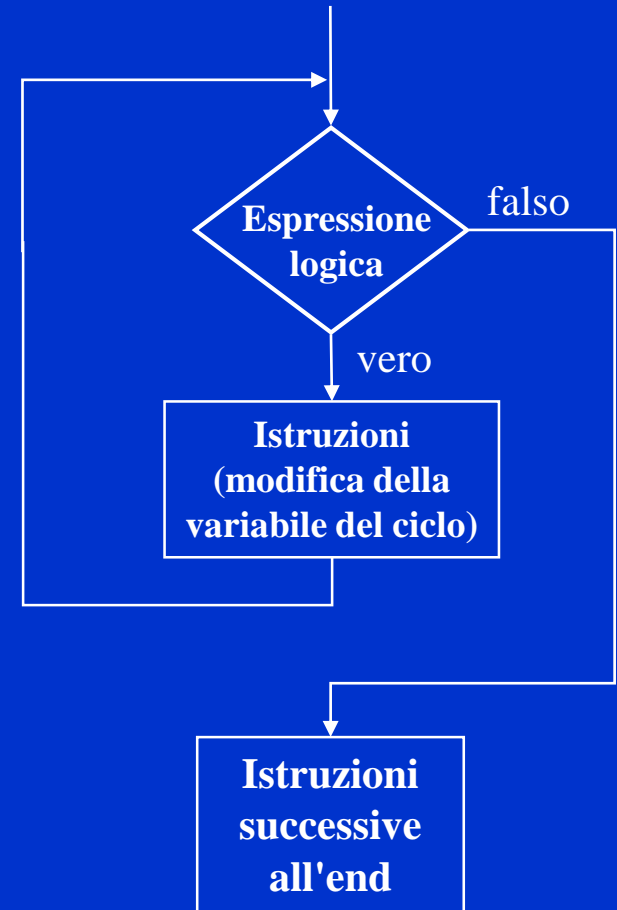 Espressione
logica
falso
vero
Istruzioni
(modifica della
variabile del ciclo)
Istruzioni
successive
all'end